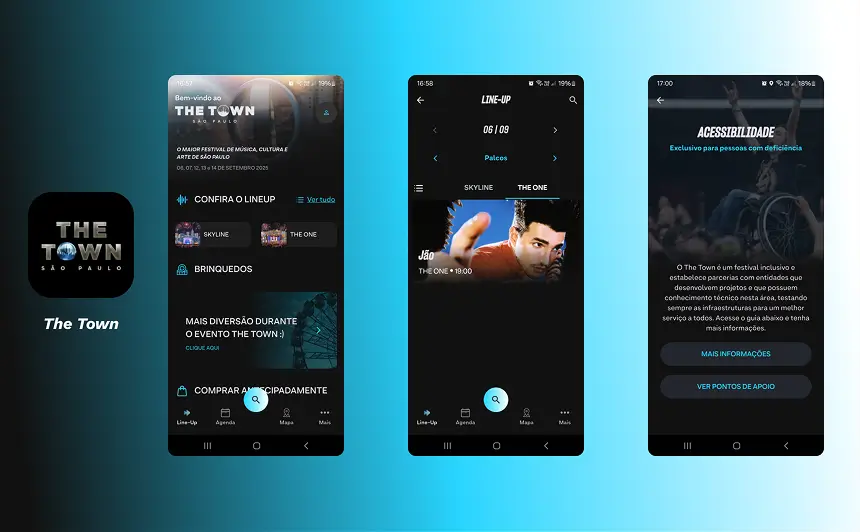 THE
TOWN
SÃO PAULO
The Town
16:57
19%
Bem-vindo ao
THE TOWN
SÃO PAULO
O MAIOR FESTIVAL DE MÚSICA, CULTURA E
ARTE DE SÃO PAULO
06, 07, 12, 13 e 14 DE SETEMBRO 2025
CONFIRA O LINEUP
Ver tudo
SKYLINE
THE ONE
BRINQUEDOS
MAIS DIVERSÃO DURANTE
O EVENTO THE TOWN :)
CLIQUE AQUI
COMPRAR ANTECIPADAMENTE
Line-Up
Agenda
Mapa
Mais
16:58
19%
LINE-UP
06 | 09
Palcos
SKYLINE
THE ONE
Jão
THE ONE • 19:00
Line-Up
Agenda
Mapa
Mais
17:00
18%
ACESSIBILIDADE
Exclusivo para pessoas com deficiência
O The Town é um festival inclusivo e
estabelece parcerias com entidades que
desenvolvem projetos e que possuem
conhecimento técnico nesta área, testando
sempre as infraestruturas para um melhor
serviço a todos. Acesse o guia abaixo e tenha
mais informações.
MAIS INFORMAÇÕES
VER PONTOS DE APOIO